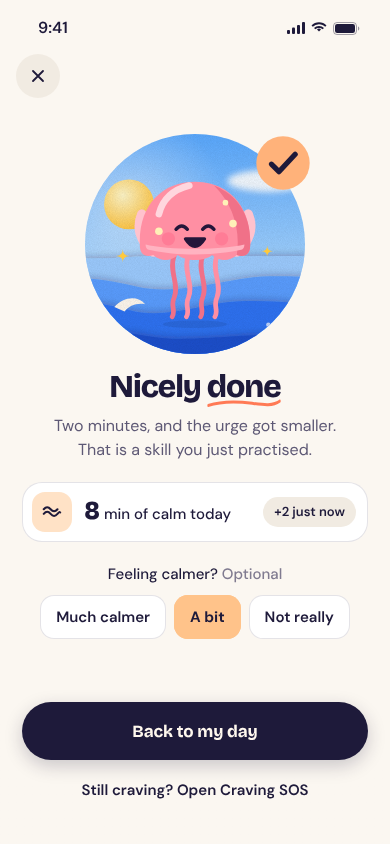 9:41
Nicely done
Two minutes, and the urge got smaller.
That is a skill you just practised.
8 min of calm today
+2 just now
Feeling calmer? Optional
Much calmer
A bit
Not really
Back to my day
Still craving? Open Craving SOS